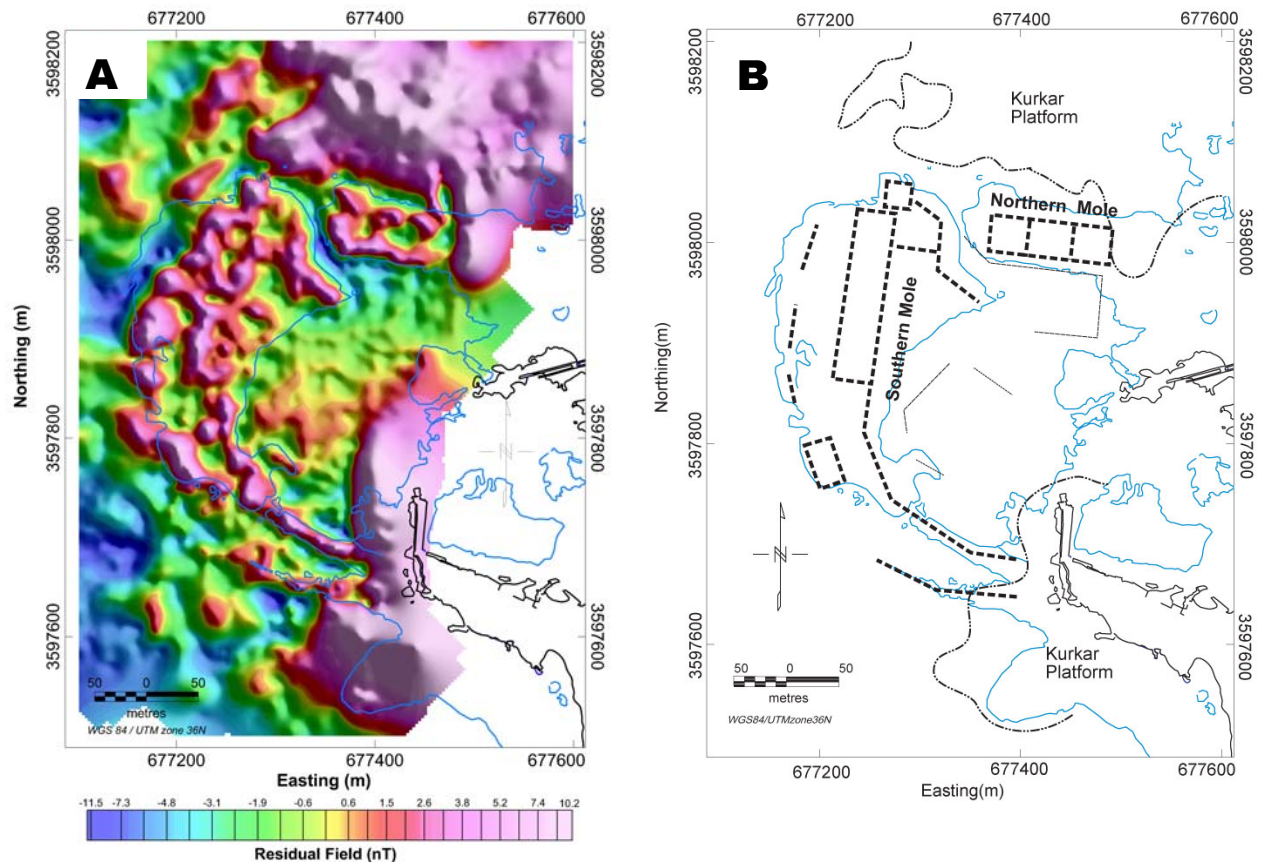 677200 677400 677600
A
3598200
3598200
3598000
3598000
Northing (m)
3597800
3597800
N
3597600
3597600
50 0 50
metres
WGS 84 / UTM zone 36N
677200 677400 677600
Easting (m)
-11.5 -7.3 -4.8 -3.1 -1.9 -0.6 0.6 1.5 2.6 3.8 5.2 7.4 10.2
Residual Field (nT)
677200 677400 677600
B
3598200
3598200
Kurkar
Platform
Northern Mole
3598000
3598000
Southern Mole
Northing(m)
3597800
3597800
N
3597600
3597600
Kurkar
Platform
50 0 50
metres
WGS84/UTMzone36N
677200 677400 677600
Easting(m)